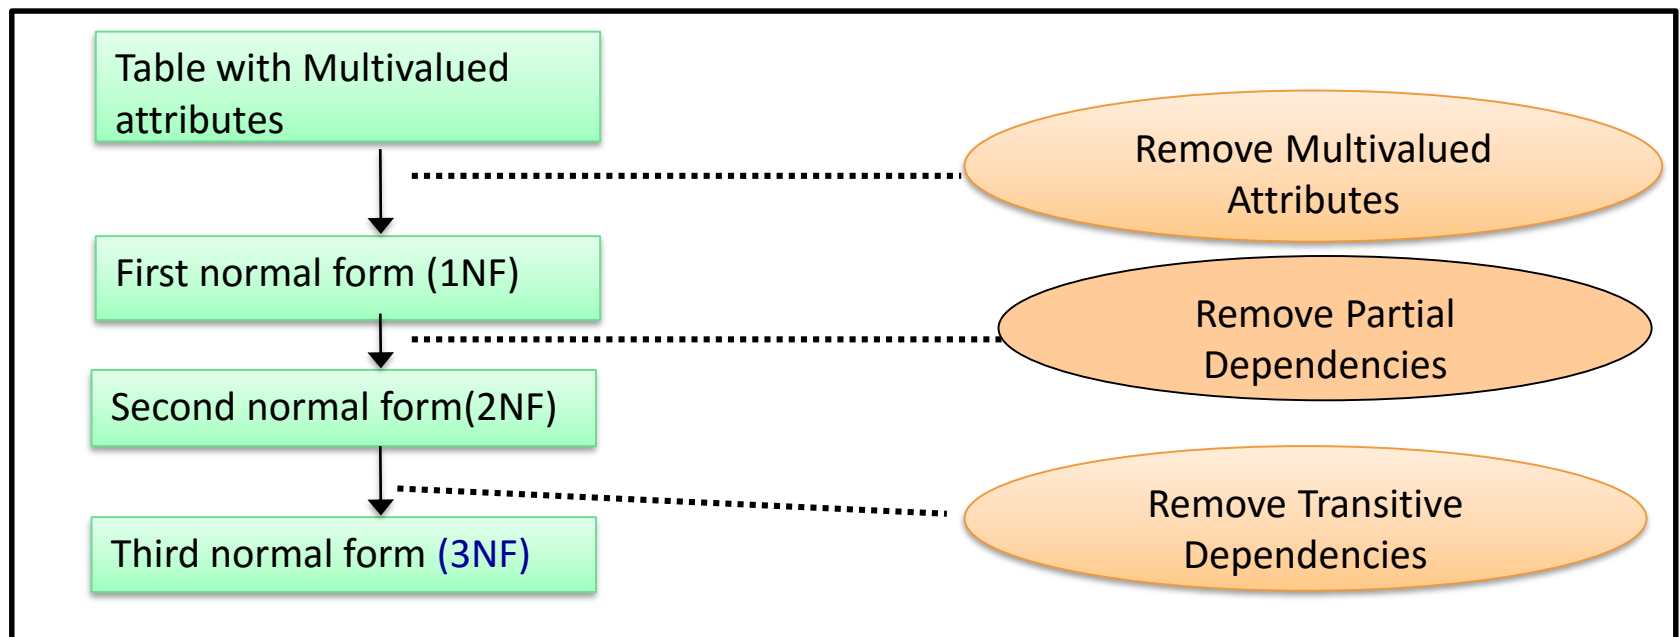 Table with Multivalued
attributes
Remove Multivalued
Attributes
First normal form (1NF)
Remove Partial
Dependencies
Second normal form(2NF)
Remove Transitive
Dependencies
Third normal form (3NF)